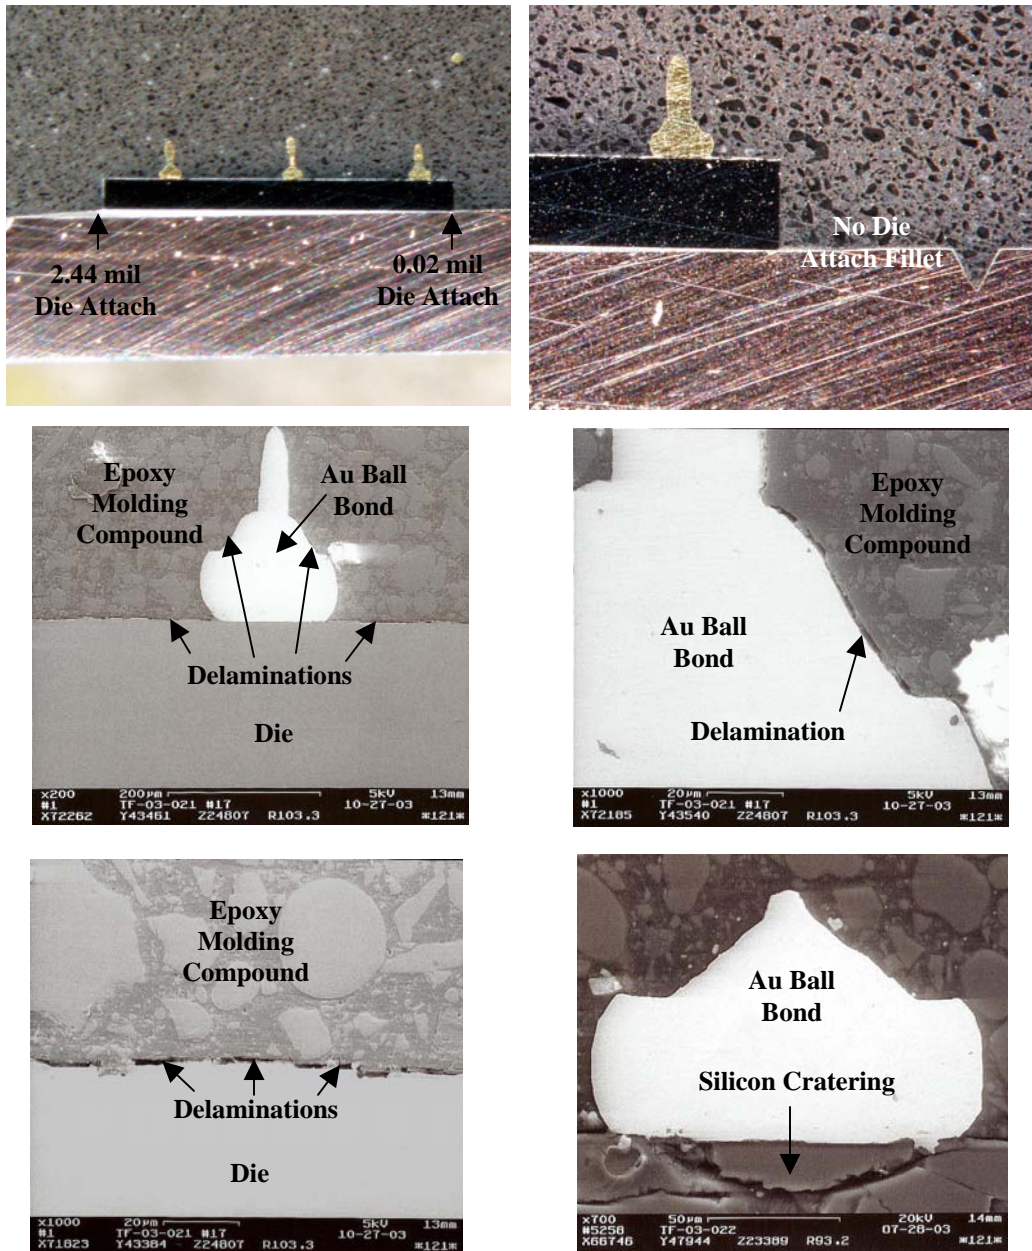 2.44 mil
Die Attach
0.02 mil
Die Attach
No Die
Attach Fillet
Epoxy
Molding
Compound
Au Ball
Bond
Delaminations
Die
x200 200µm 5kV 13mm
#1 TF-03-021 #17 10-27-03
X72262 Y43461 Z24807 R103.3 *121*
Epoxy
Molding
Compound
Au Ball
Bond
Delamination
x1000 20µm 5kV 13mm
#1 TF-03-021 #17 10-27-03
X72185 Y43540 Z24807 R103.3 *121*
Epoxy
Molding
Compound
Delaminations
Die
x1000 20µm 5kV 13mm
#1 TF-03-021 #17 10-27-03
X71823 Y43384 Z24807 R103.3 *121*
Au Ball
Bond
Silicon Cratering
x700 50µm 20kV 14mm
#5258 TF-03-022 07-28-03
X66746 Y47944 Z23389 R93.2 *121*